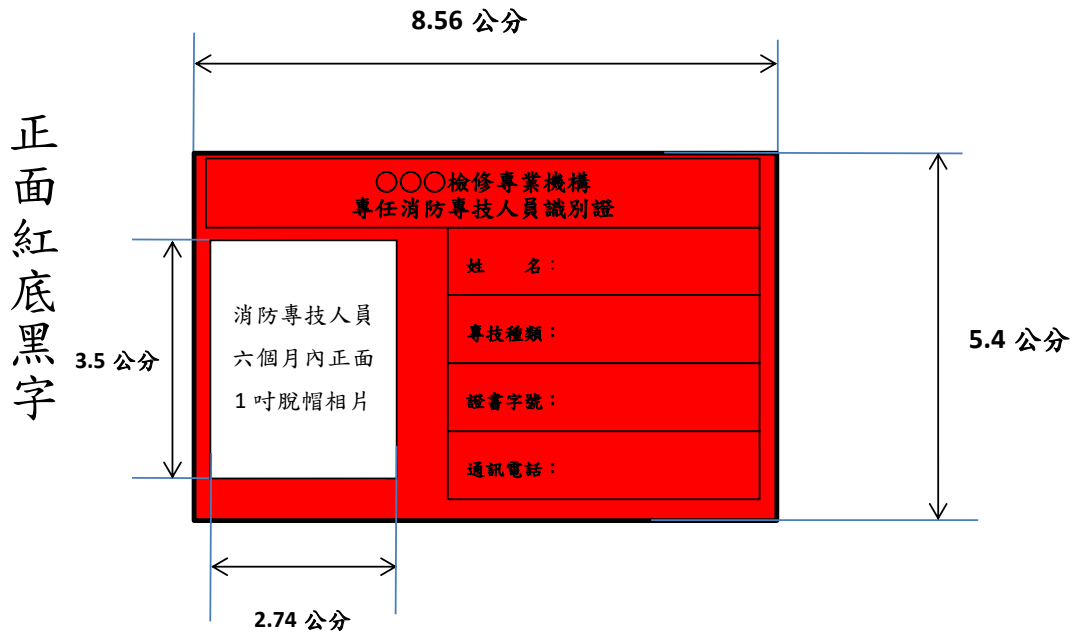 8.56 公分
正面紅底黑字
○○○檢修專業機構
專任消防專技人員識別證
姓　　名：
專技種類：
證書字號：
通訊電話：
消防專技人員
六個月內正面
1 吋脫帽相片
3.5 公分
5.4 公分
2.74 公分